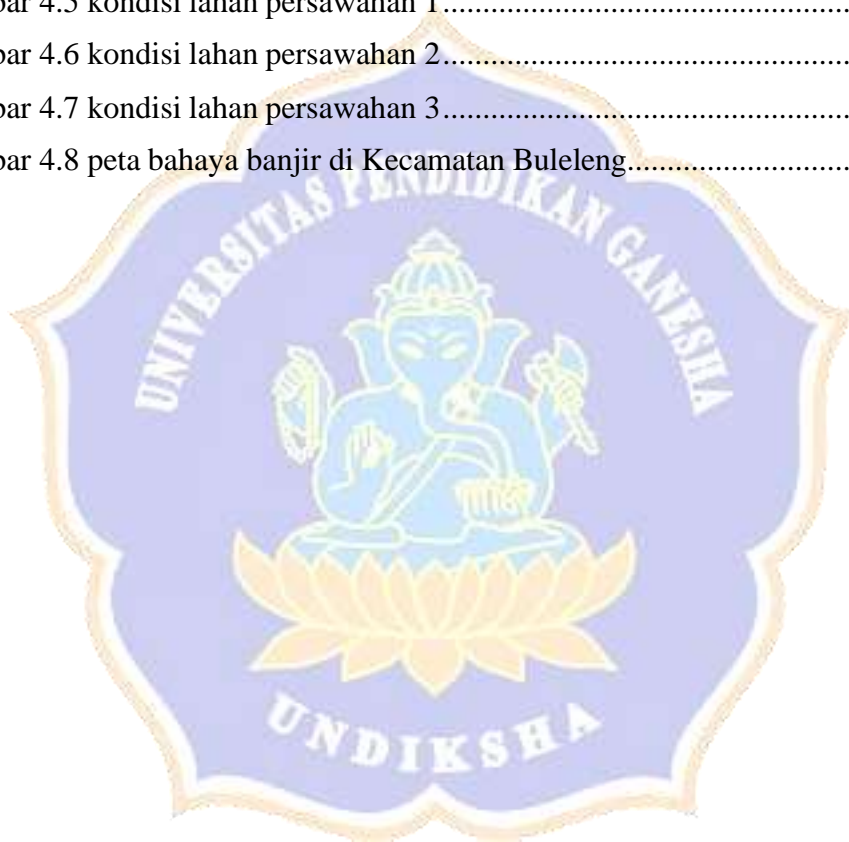 bar 4.5 kondisi lahan persawahan 1
bar 4.6 kondisi lahan persawahan 2
bar 4.7 kondisi lahan persawahan 3
bar 4.8 peta bahaya banjir di Kecamatan Buleleng
UNIVERSITAS PENDIDIKAN GANESHA
UNDIKSHA